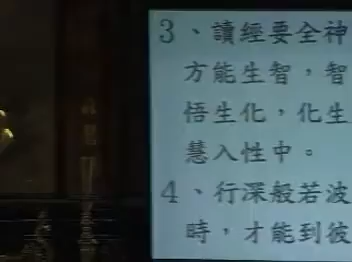 3、讀經要全神
方能生智，智
悟生化，化生
慧入性中。
4、行深般若波
時，才能到彼